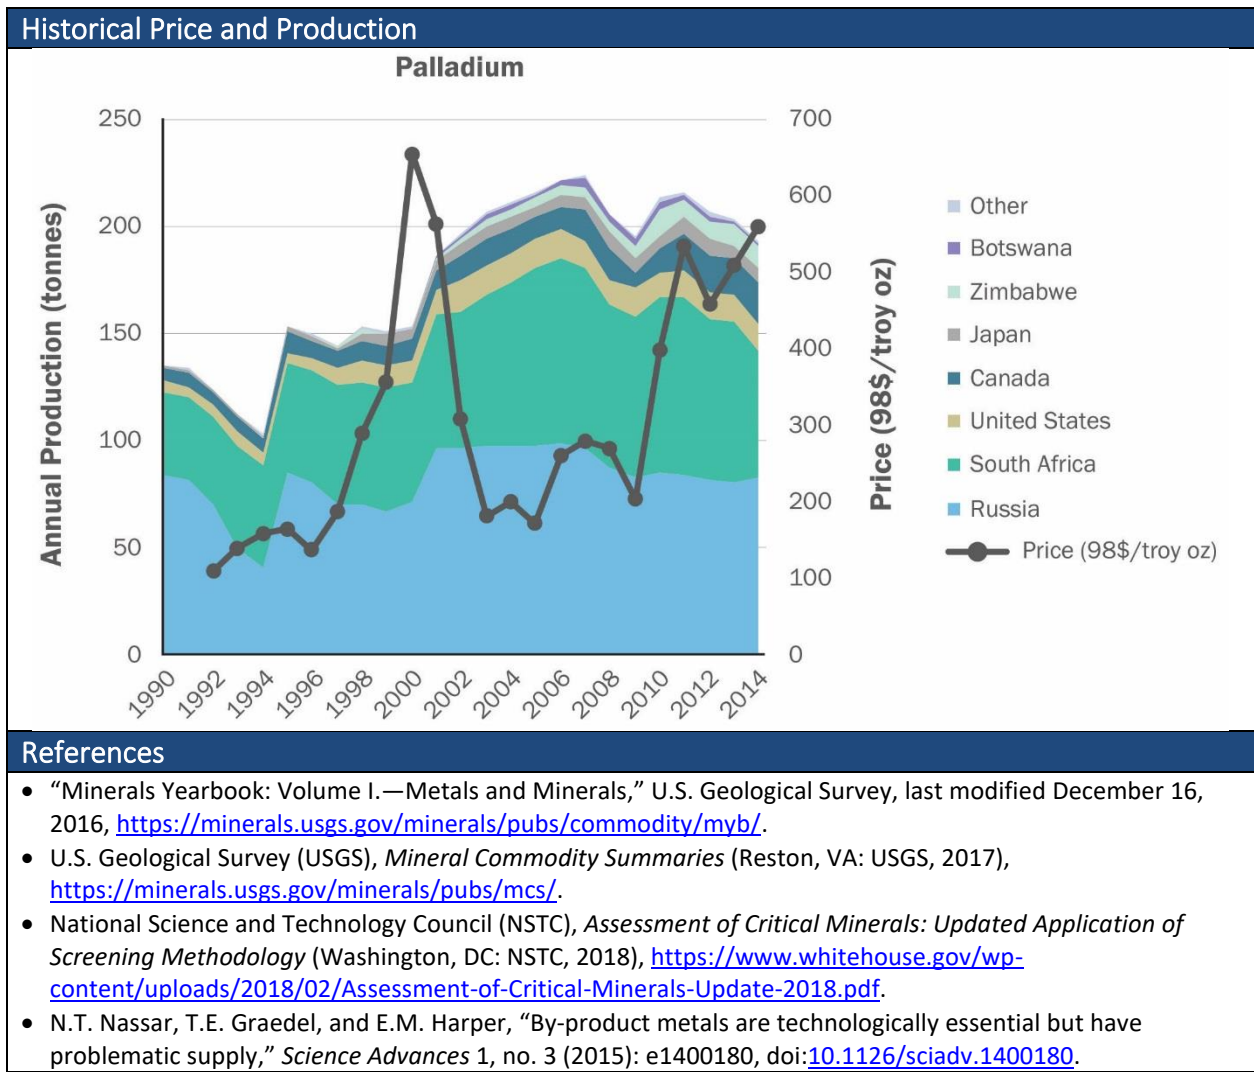 Historical Price and Production
Palladium
250
200
150
100
50
0
Annual Production (tonnes)
700
600
500
400
300
200
100
0
Price (98$/troy oz)
1990
1992
1994
1996
1998
2000
2002
2004
2006
2008
2010
2012
2014
Other
Botswana
Zimbabwe
Japan
Canada
United States
South Africa
Russia
Price (98$/troy oz)
References
• “Minerals Yearbook: Volume I.—Metals and Minerals,” U.S. Geological Survey, last modified December 16,
2016, https://minerals.usgs.gov/minerals/pubs/commodity/myb/.
• U.S. Geological Survey (USGS), Mineral Commodity Summaries (Reston, VA: USGS, 2017),
https://minerals.usgs.gov/minerals/pubs/mcs/.
• National Science and Technology Council (NSTC), Assessment of Critical Minerals: Updated Application of
Screening Methodology (Washington, DC: NSTC, 2018), https://www.whitehouse.gov/wp-
content/uploads/2018/02/Assessment-of-Critical-Minerals-Update-2018.pdf.
• N.T. Nassar, T.E. Graedel, and E.M. Harper, “By-product metals are technologically essential but have
problematic supply,” Science Advances 1, no. 3 (2015): e1400180, doi:10.1126/sciadv.1400180.